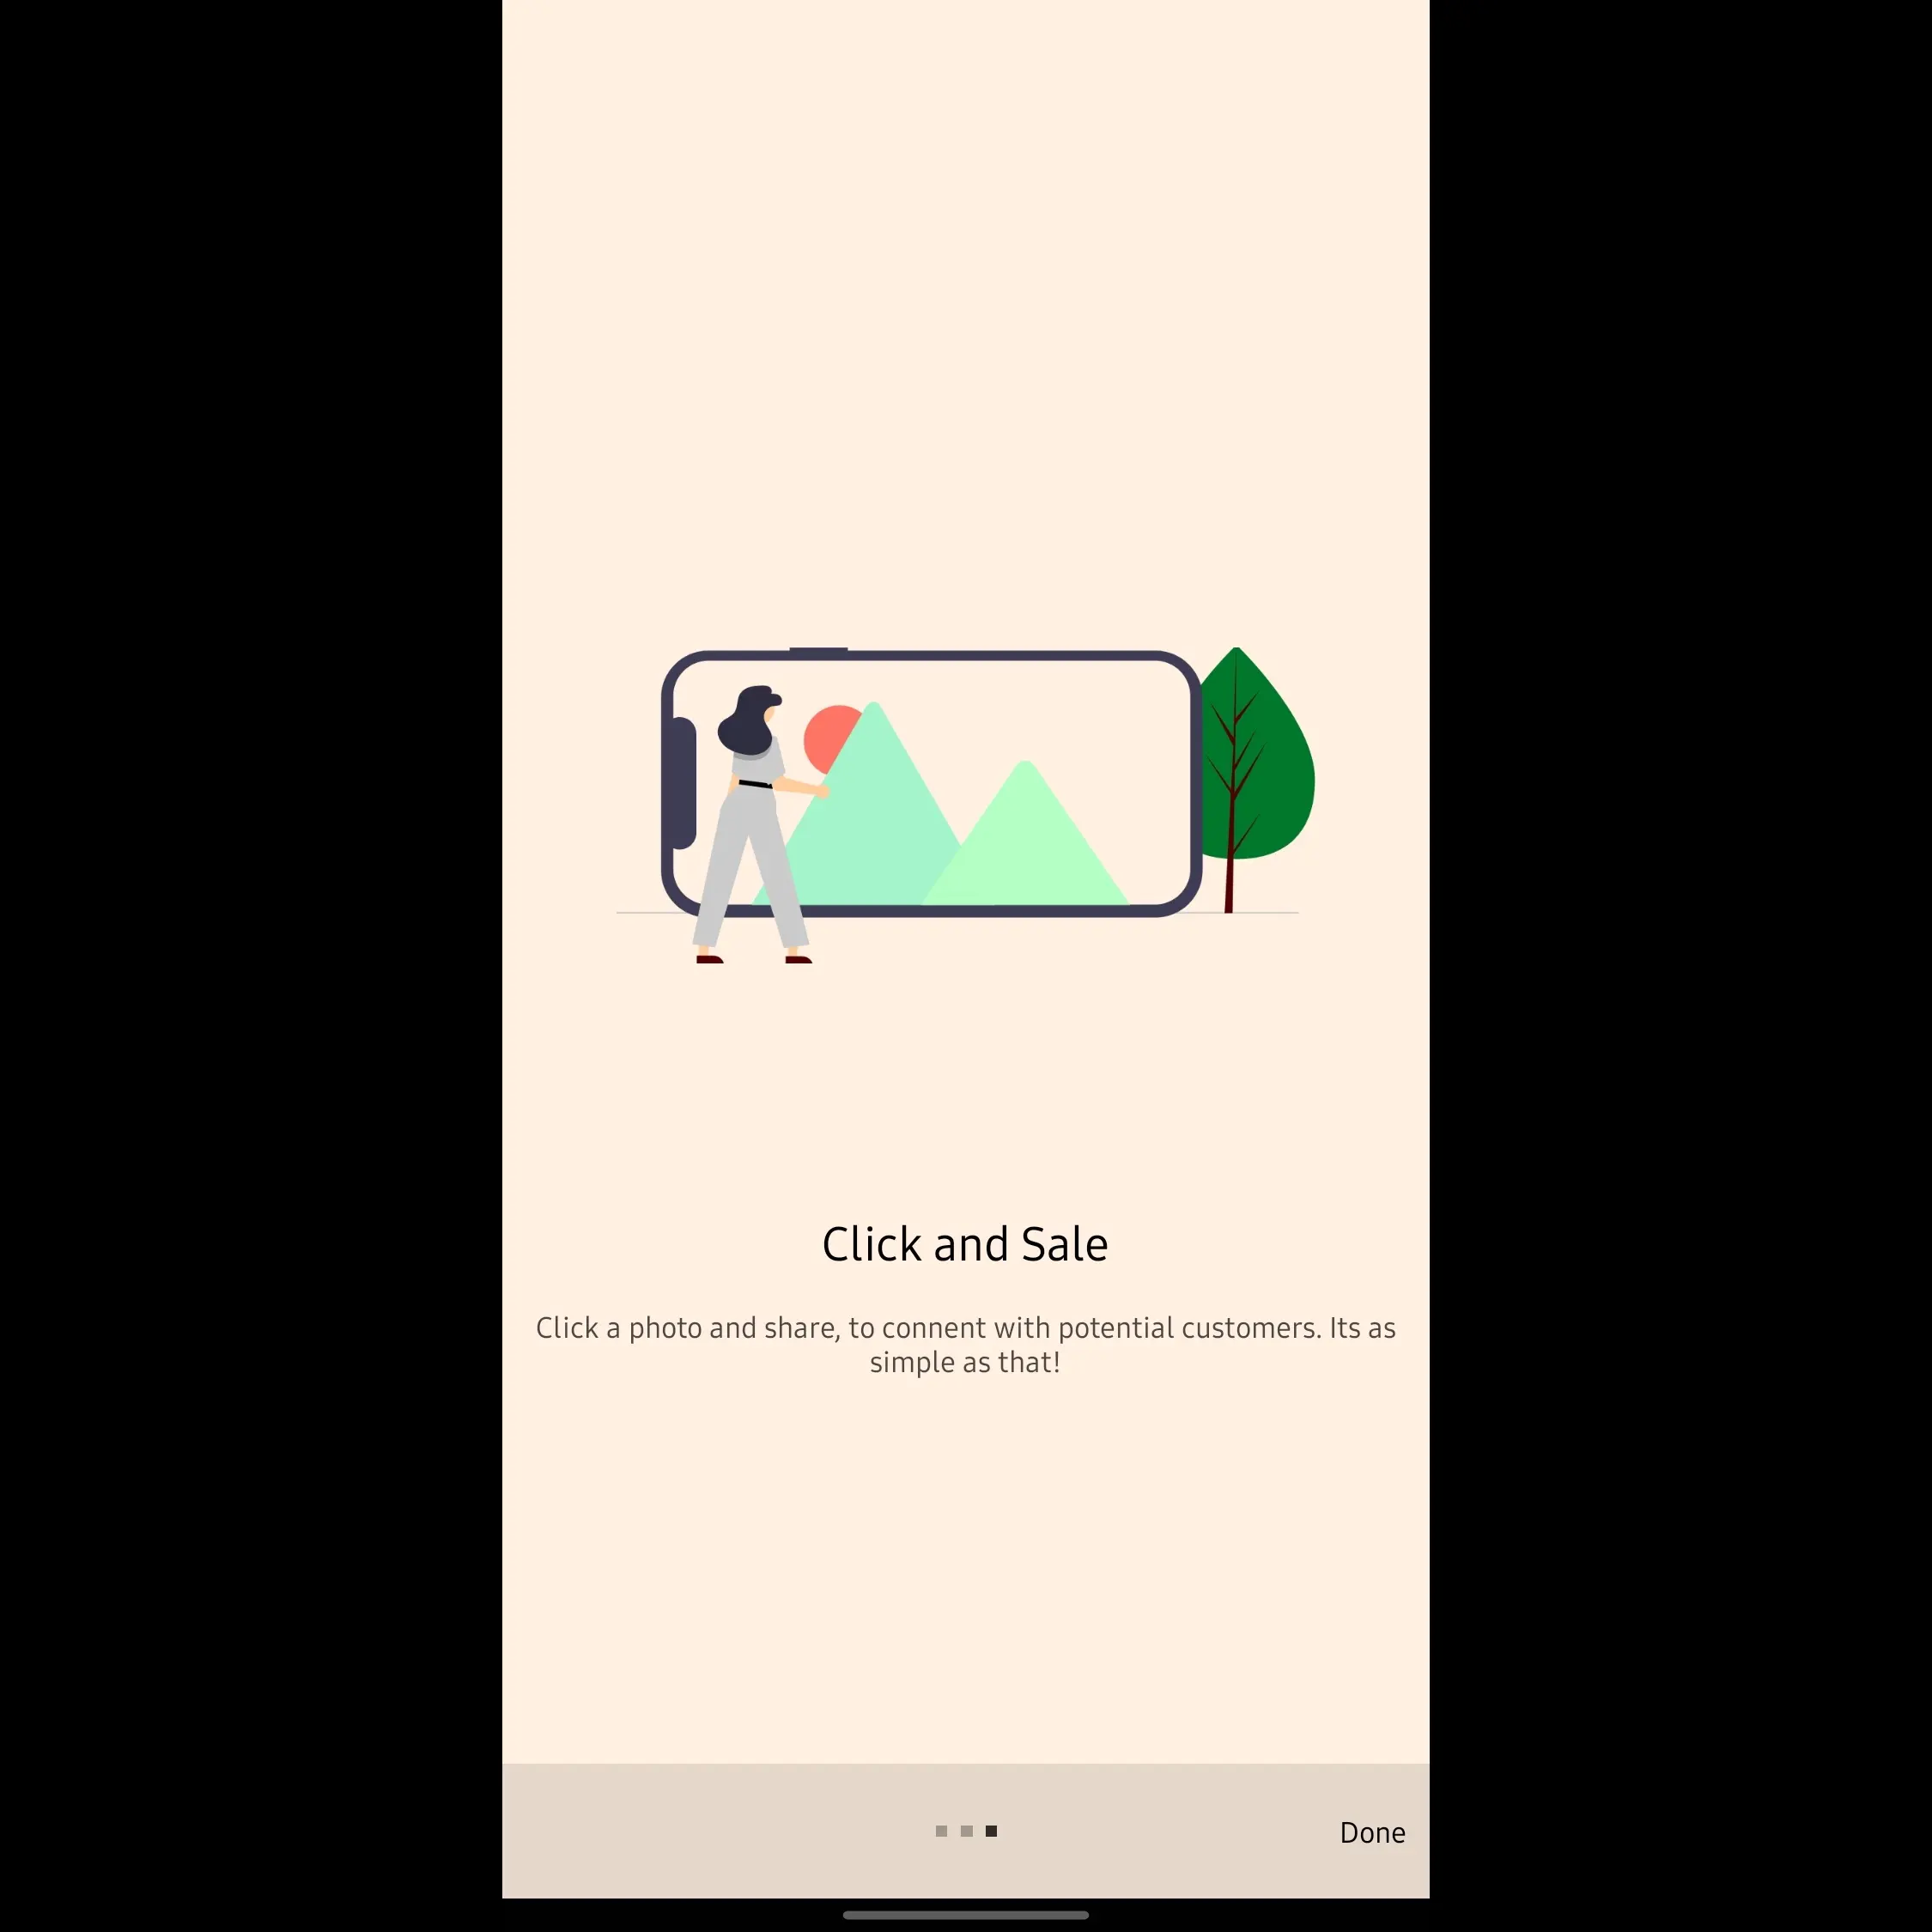 Click and Sale
Click a photo and share, to connent with potential customers. Its as
simple as that!
Done